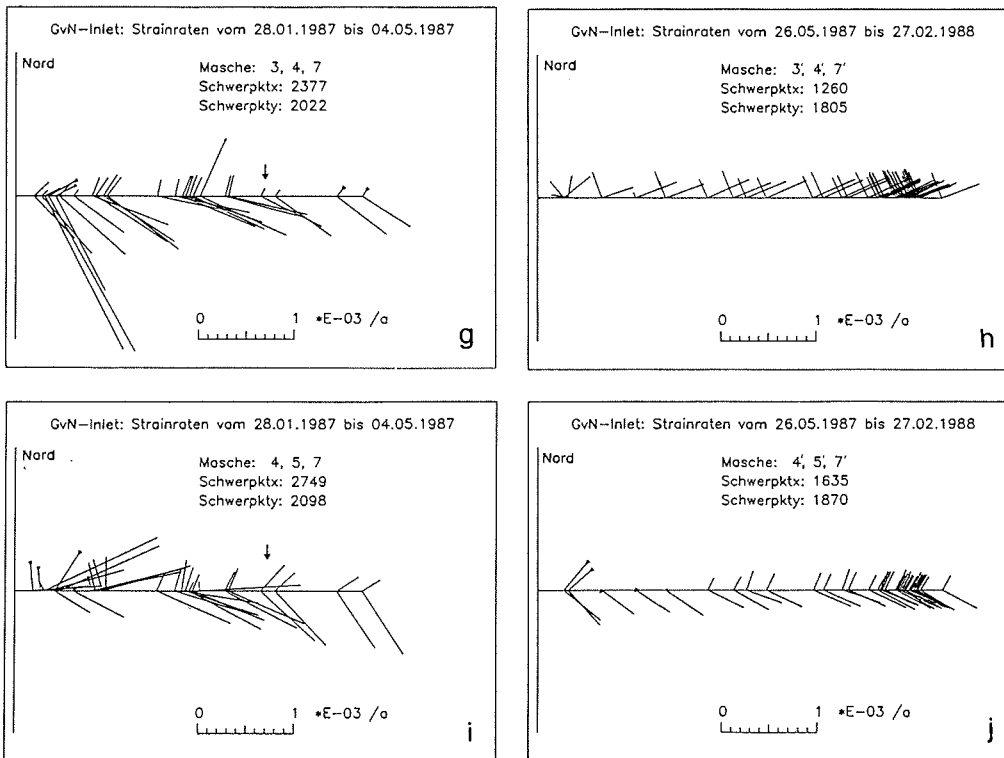 GvN-Inlet: Strainraten vom 28.01.1987 bis 04.05.1987
Nord
Masche: 3, 4, 7
Schwerpktx: 2377
Schwerpkty: 2022
0 1 *E-03 /a
g
GvN-Inlet: Strainraten vom 26.05.1987 bis 27.02.1988
Nord
Masche: 3', 4', 7'
Schwerpktx: 1260
Schwerpkty: 1805
0 1 *E-03 /a
h
GvN-Inlet: Strainraten vom 28.01.1987 bis 04.05.1987
Nord
Masche: 4, 5, 7
Schwerpktx: 2749
Schwerpkty: 2098
0 1 *E-03 /a
i
GvN-Inlet: Strainraten vom 26.05.1987 bis 27.02.1988
Nord
Masche: 4', 5', 7'
Schwerpktx: 1635
Schwerpkty: 1870
0 1 *E-03 /a
j